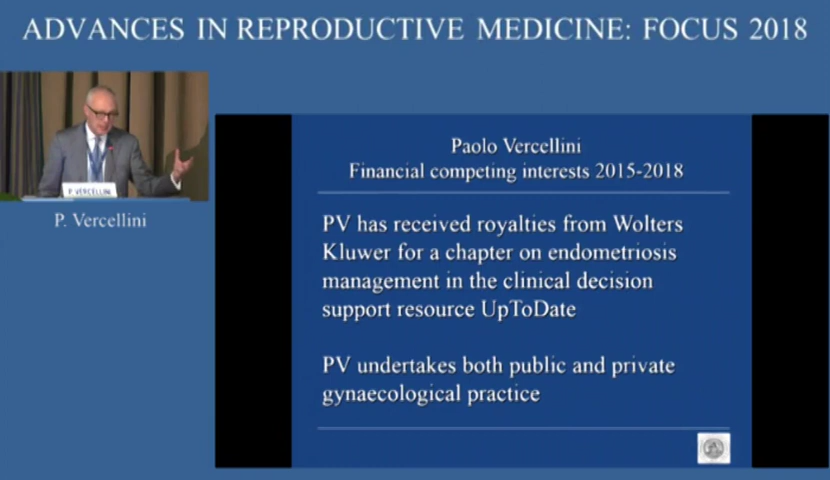 ADVANCES IN REPRODUCTIVE MEDICINE: FOCUS 2018
P. VERCELLINI
P. Vercellini
Paolo Vercellini
Financial competing interests 2015-2018
PV has received royalties from Wolters
Kluwer for a chapter on endometriosis
management in the clinical decision
support resource UpToDate
PV undertakes both public and private
gynaecological practice